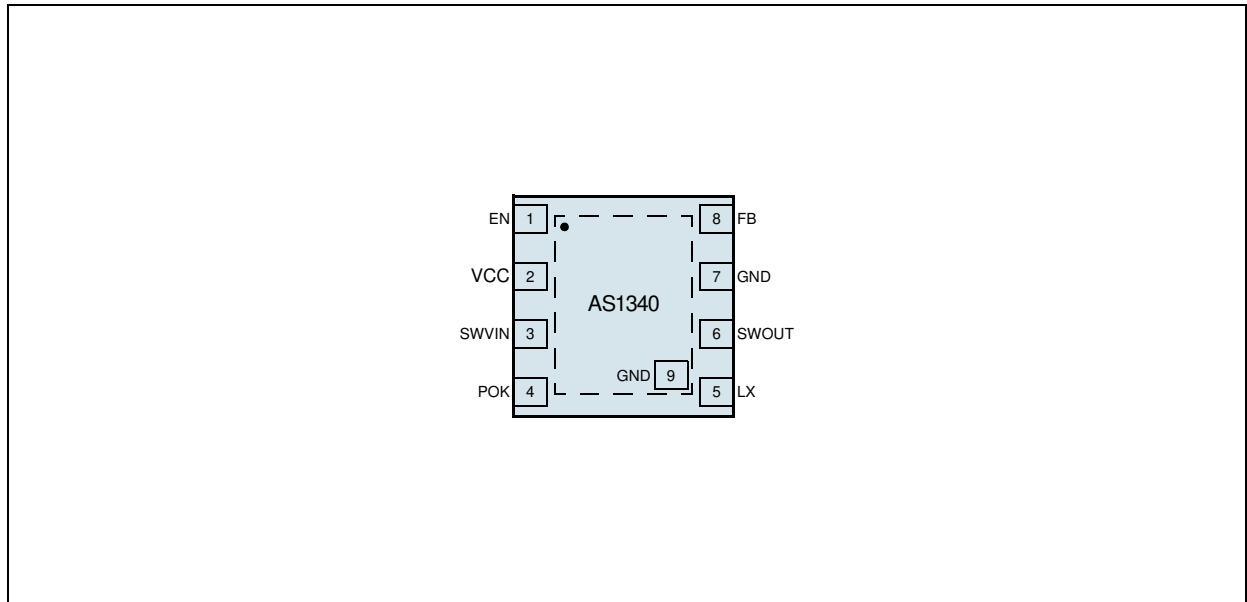 EN 1 8 FB
VCC 2 7 GND
AS1340
SWVIN 3 6 SWOUT
GND 9
POK 4 5 LX